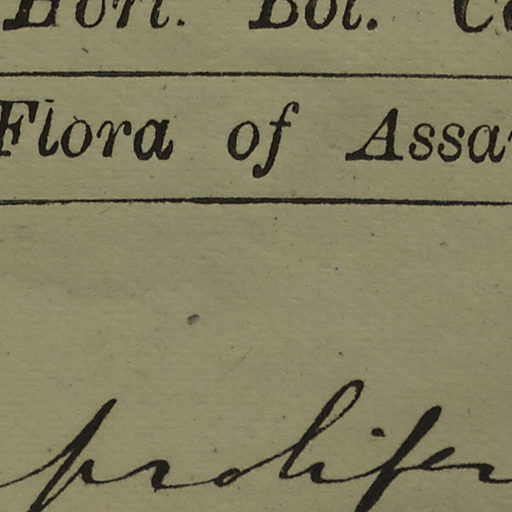 Hort. Bot. C
Flora of Assa
prolifer